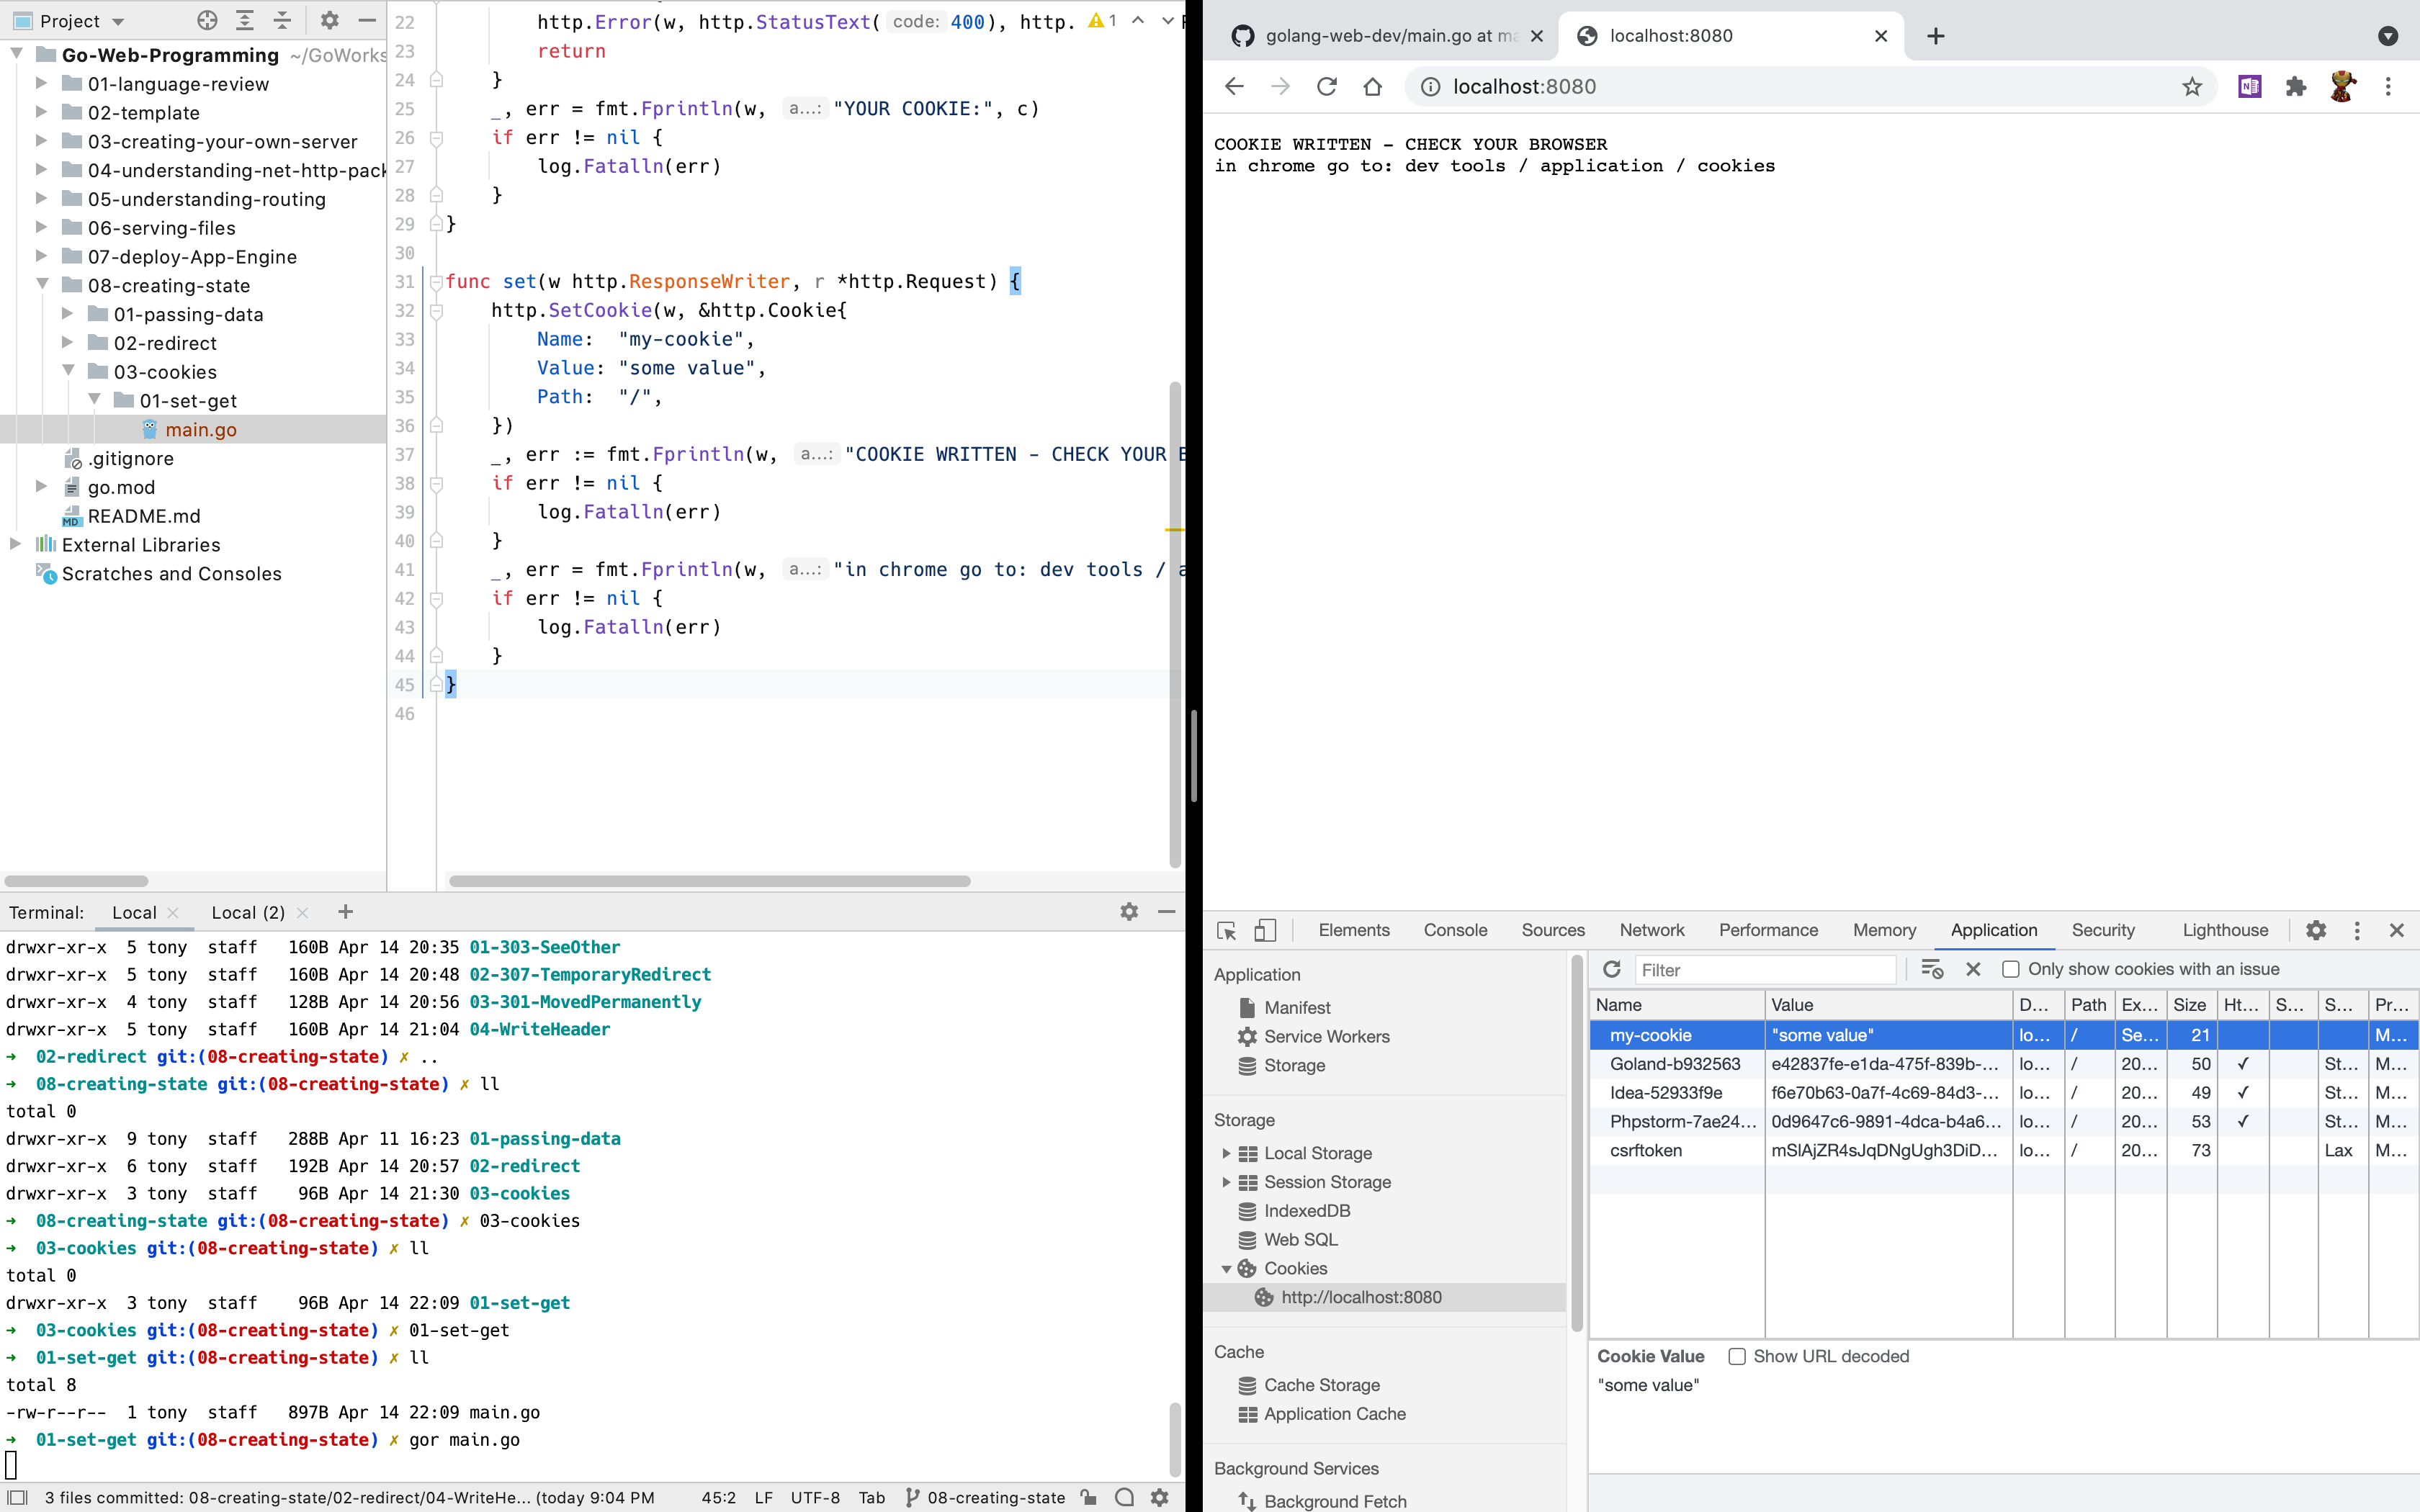 Project
Go-Web-Programming ~/GoWorks
01-language-review
02-template
03-creating-your-own-server
04-understanding-net-http-pack
05-understanding-routing
06-serving-files
07-deploy-App-Engine
08-creating-state
01-passing-data
02-redirect
03-cookies
01-set-get
main.go
.gitignore
go.mod
README.md
External Libraries
Scratches and Consoles
22 http.Error(w, http.StatusText( code: 400), http. 1
23 return
24 }
25 _, err = fmt.Fprintln(w, a...: "YOUR COOKIE:", c)
26 if err != nil {
27 log.Fatalln(err)
28 }
29 }
30
31 func set(w http.ResponseWriter, r *http.Request) {
32 http.SetCookie(w, &http.Cookie{
33 Name: "my-cookie",
34 Value: "some value",
35 Path: "/",
36 })
37 _, err := fmt.Fprintln(w, a...: "COOKIE WRITTEN - CHECK YOUR B
38 if err != nil {
39 log.Fatalln(err)
40 }
41 _, err = fmt.Fprintln(w, a...: "in chrome go to: dev tools / a
42 if err != nil {
43 log.Fatalln(err)
44 }
45 }
46
Terminal: Local Local (2)
drwxr-xr-x 5 tony staff 160B Apr 14 20:35 01-303-SeeOther
drwxr-xr-x 5 tony staff 160B Apr 14 20:48 02-307-TemporaryRedirect
drwxr-xr-x 4 tony staff 128B Apr 14 20:56 03-301-MovedPermanently
drwxr-xr-x 5 tony staff 160B Apr 14 21:04 04-WriteHeader
➜ 02-redirect git:(08-creating-state) ✗ ..
➜ 08-creating-state git:(08-creating-state) ✗ ll
total 0
drwxr-xr-x 9 tony staff 288B Apr 11 16:23 01-passing-data
drwxr-xr-x 6 tony staff 192B Apr 14 20:57 02-redirect
drwxr-xr-x 3 tony staff 96B Apr 14 21:30 03-cookies
➜ 08-creating-state git:(08-creating-state) ✗ 03-cookies
➜ 03-cookies git:(08-creating-state) ✗ ll
total 0
drwxr-xr-x 3 tony staff 96B Apr 14 22:09 01-set-get
➜ 03-cookies git:(08-creating-state) ✗ 01-set-get
➜ 01-set-get git:(08-creating-state) ✗ ll
total 8
-rw-r--r-- 1 tony staff 897B Apr 14 22:09 main.go
➜ 01-set-get git:(08-creating-state) ✗ gor main.go
3 files committed: 08-creating-state/02-redirect/04-WriteHe... (today 9:04 PM 45:2 LF UTF-8 Tab 08-creating-state
golang-web-dev/main.go at ma localhost:8080
localhost:8080
COOKIE WRITTEN - CHECK YOUR BROWSER
in chrome go to: dev tools / application / cookies
Elements Console Sources Network Performance Memory Application Security Lighthouse
Application
Manifest
Service Workers
Storage
Storage
Local Storage
Session Storage
IndexedDB
Web SQL
Cookies
http://localhost:8080
Cache
Cache Storage
Application Cache
Background Services
Background Fetch
Filter Only show cookies with an issue
Name Value D... Path Ex... Size Ht... S... S... Pr...
my-cookie "some value" lo... / Se... 21 M...
Goland-b932563 e42837fe-e1da-475f-839b-... lo... / 20... 50 ✓ St... M...
Idea-52933f9e f6e70b63-0a7f-4c69-84d3-... lo... / 20... 49 ✓ St... M...
Phpstorm-7ae24... 0d9647c6-9891-4dca-b4a6... lo... / 20... 53 ✓ St... M...
csrftoken mSlAjZR4sJqDNgUgh3DiD... lo... / 20... 73 Lax M...
Cookie Value Show URL decoded
"some value"